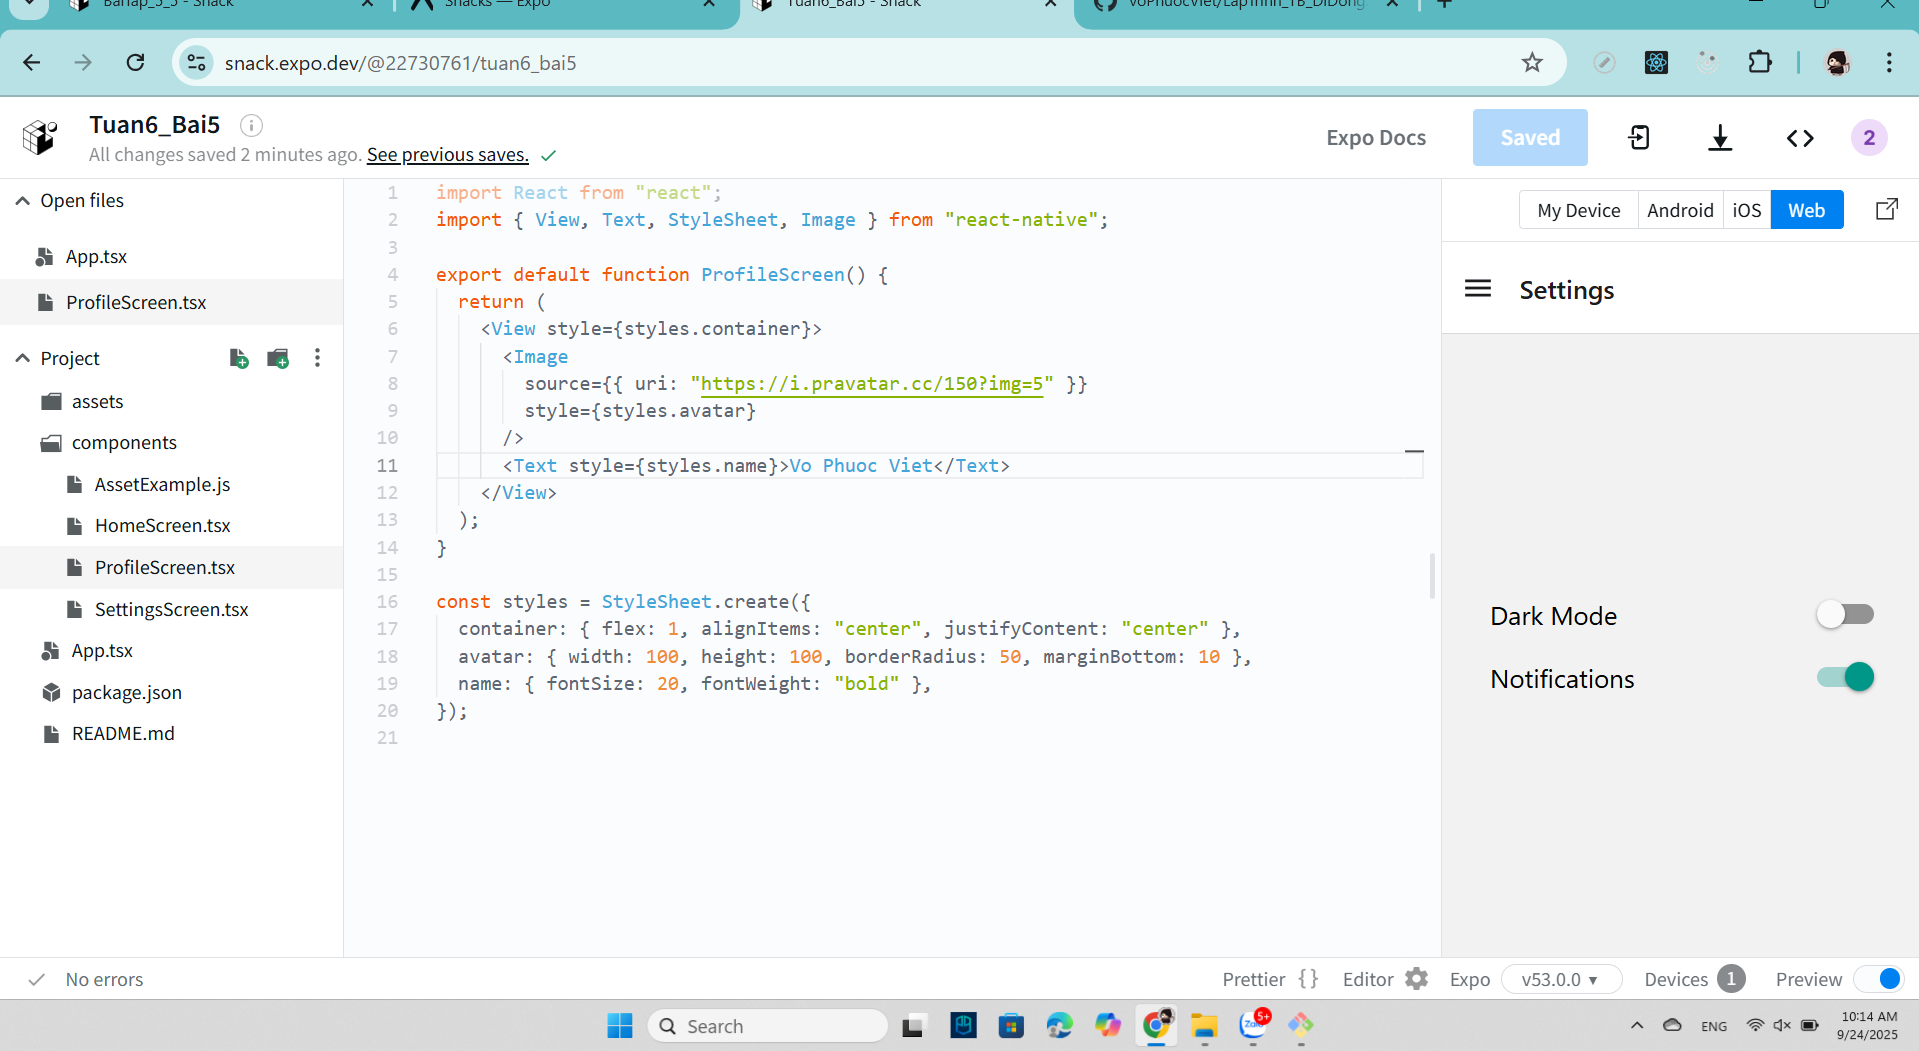 Baitap_5_5 - Snack
Snacks — Expo
Tuan6_Bai5 - Snack
VoPhuocViet/LapTrinh_TB_DiDong
snack.expo.dev/@22730761/tuan6_bai5
Tuan6_Bai5
All changes saved 2 minutes ago. See previous saves.
Expo Docs
Saved
2
Open files
App.tsx
ProfileScreen.tsx
Project
assets
components
AssetExample.js
HomeScreen.tsx
ProfileScreen.tsx
SettingsScreen.tsx
App.tsx
package.json
README.md
1 import React from "react";
2 import { View, Text, StyleSheet, Image } from "react-native";
3
4 export default function ProfileScreen() {
5 return (
6 <View style={styles.container}>
7 <Image
8 source={{ uri: "https://i.pravatar.cc/150?img=5" }}
9 style={styles.avatar}
10 />
11 <Text style={styles.name}>Vo Phuoc Viet</Text>
12 </View>
13 );
14 }
15
16 const styles = StyleSheet.create({
17 container: { flex: 1, alignItems: "center", justifyContent: "center" },
18 avatar: { width: 100, height: 100, borderRadius: 50, marginBottom: 10 },
19 name: { fontSize: 20, fontWeight: "bold" },
20 });
21
My Device
Android
iOS
Web
Settings
Dark Mode
Notifications
No errors
Prettier {}
Editor
Expo
v53.0.0
Devices 1
Preview
Search
Zalo
5+
ENG
10:14 AM
9/24/2025